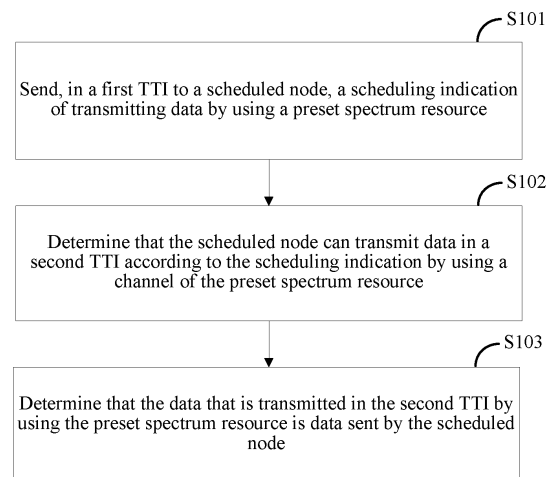 S101
Send, in a first TTI to a scheduled node, a scheduling indication
of transmitting data by using a preset spectrum resource
S102
Determine that the scheduled node can transmit data in a
second TTI according to the scheduling indication by using a
channel of the preset spectrum resource
S103
Determine that the data that is transmitted in the second TTI by
using the preset spectrum resource is data sent by the scheduled
node